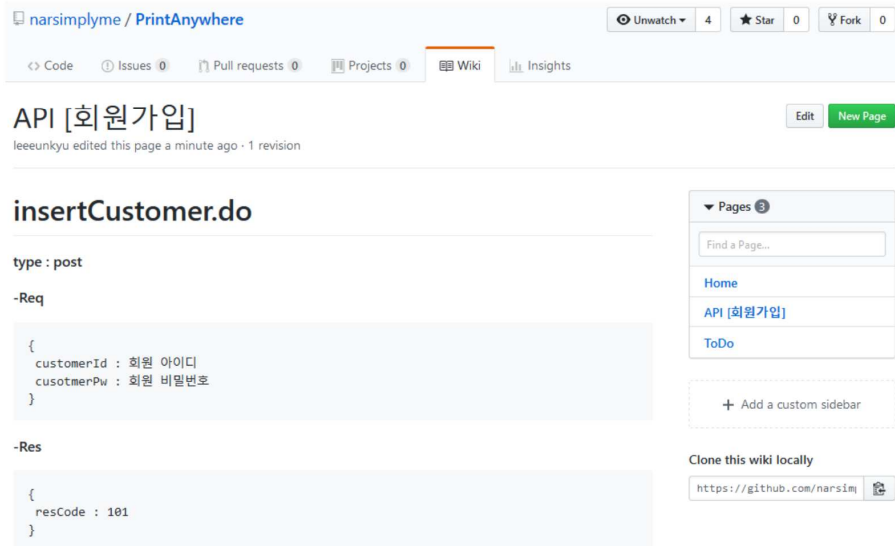 narsimplyme / PrintAnywhere
Unwatch 4 Star 0 Fork 0
<> Code Issues 0 Pull requests 0 Projects 0 Wiki Insights
API [회원가입]
Edit New Page
leeeunkyu edited this page a minute ago · 1 revision
insertCustomer.do
type : post
-Req
{
customerId : 회원 아이디
cusotmerPw : 회원 비밀번호
}
-Res
{
resCode : 101
}
Pages 3
Find a Page...
Home
API [회원가입]
ToDo
+ Add a custom sidebar
Clone this wiki locally
https://github.com/narsimp